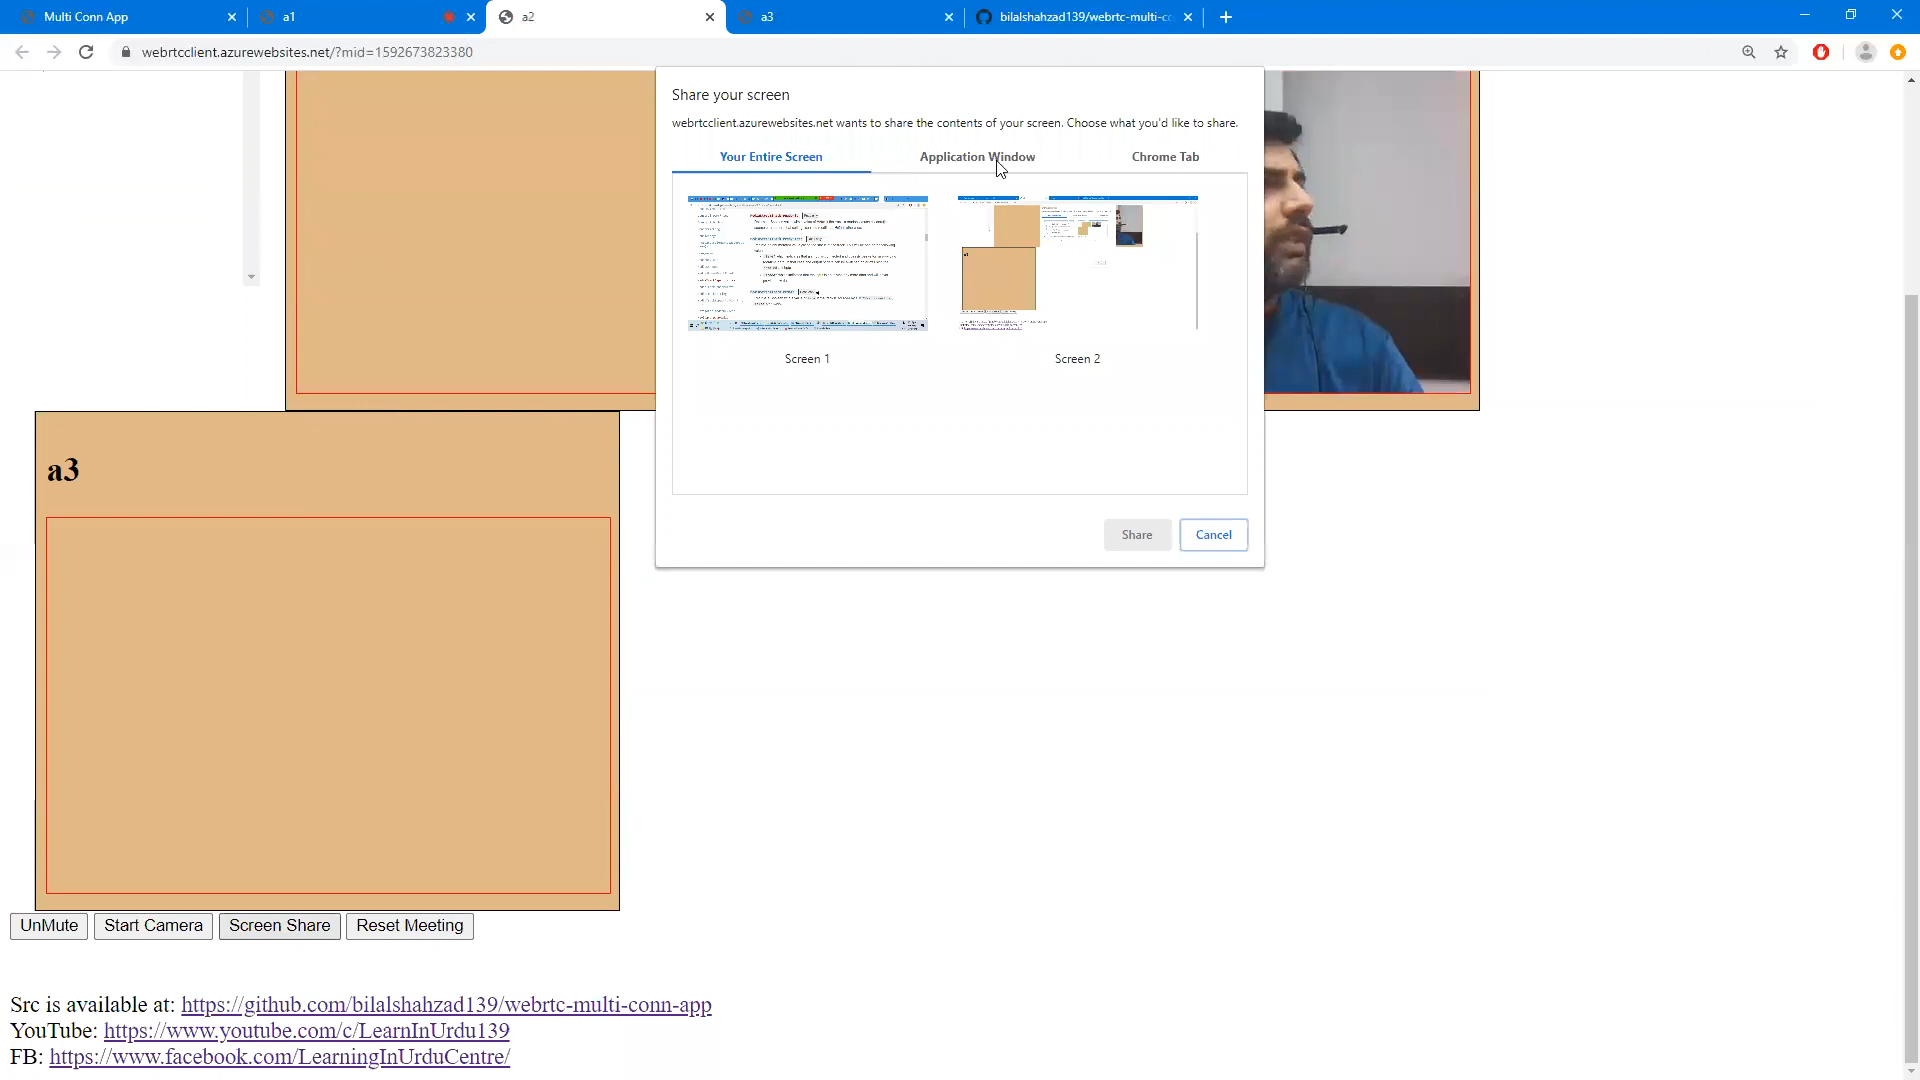 Multi Conn App
a1
a2
a3
bilalshahzad139/webrtc-multi-co
webrtcclient.azurewebsites.net/?mid=1592673823380
Share your screen
webrtcclient.azurewebsites.net wants to share the contents of your screen. Choose what you'd like to share.
Your Entire Screen
Application Window
Chrome Tab
Screen 1
Screen 2
Share
Cancel
a3
UnMute
Start Camera
Screen Share
Reset Meeting
Src is available at: https://github.com/bilalshahzad139/webrtc-multi-conn-app
YouTube: https://www.youtube.com/c/LearnInUrdu139
FB: https://www.facebook.com/LearningInUrduCentre/